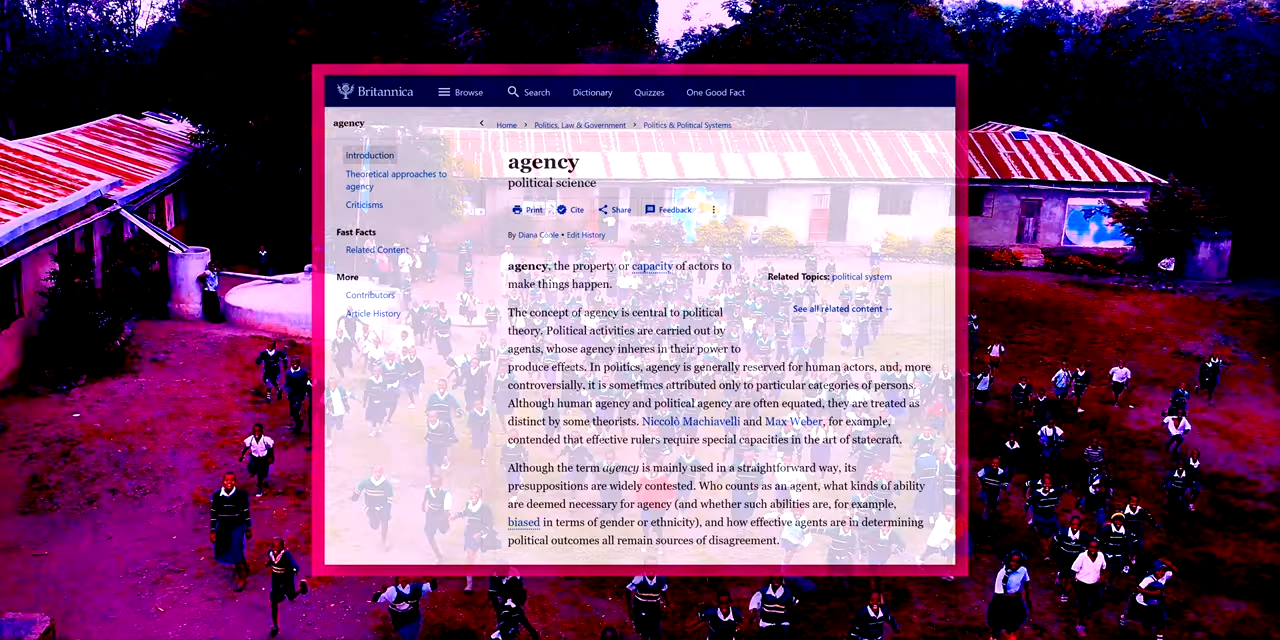 Britannica
Browse
Search
Dictionary
Quizzes
One Good Fact
agency
Introduction
Theoretical approaches to
agency
Criticisms
Fast Facts
Related Content
More
Contributors
Article History
Home > Politics, Law & Government > Politics & Political Systems
agency
political science
Print
Cite
Share
Feedback
By Diana Coole • Edit History
agency, the property or capacity of actors to
make things happen.
Related Topics: political system
See all related content →
The concept of agency is central to political
theory. Political activities are carried out by
agents, whose agency inheres in their power to
produce effects. In politics, agency is generally reserved for human actors, and, more
controversially, it is sometimes attributed only to particular categories of persons.
Although human agency and political agency are often equated, they are treated as
distinct by some theorists. Niccolò Machiavelli and Max Weber, for example,
contended that effective rulers require special capacities in the art of statecraft.
Although the term agency is mainly used in a straightforward way, its
presuppositions are widely contested. Who counts as an agent, what kinds of ability
are deemed necessary for agency (and whether such abilities are, for example,
biased in terms of gender or ethnicity), and how effective agents are in determining
political outcomes all remain sources of disagreement.